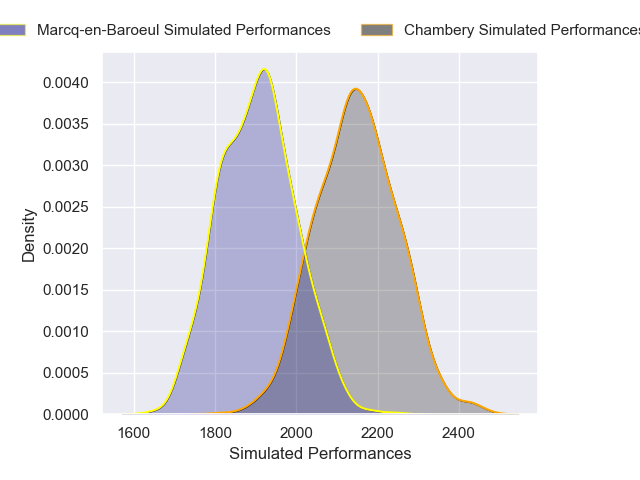 Marcq-en-Baroeul Simulated Performances
Chambery Simulated Performances
0.0040
0.0035
0.0030
0.0025
0.0020
0.0015
0.0010
0.0005
0.0000
Density
1600 1800 2000 2200 2400
Simulated Performances